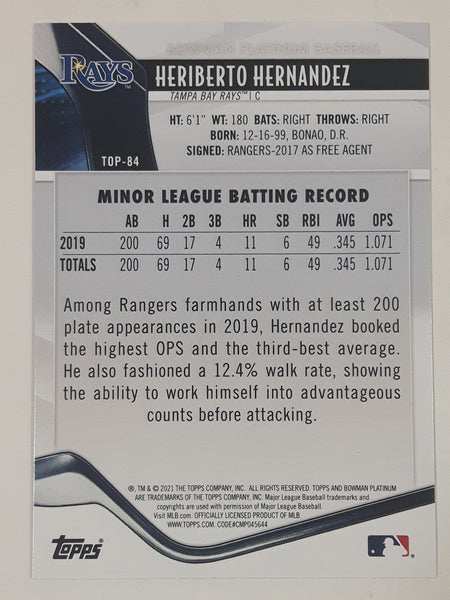 BOWMAN PLATINUM BASEBALL
RAYS™
HERIBERTO HERNANDEZ
TAMPA BAY RAYS™ | C
HT: 6'1" WT: 180 BATS: RIGHT THROWS: RIGHT
BORN: 12-16-99, BONAO, D.R.
SIGNED: RANGERS-2017 AS FREE AGENT
TOP-84
MINOR LEAGUE BATTING RECORD
AB H 2B 3B HR SB RBI AVG OPS
2019 200 69 17 4 11 6 49 .345 1.071
TOTALS 200 69 17 4 11 6 49 .345 1.071
Among Rangers farmhands with at least 200
plate appearances in 2019, Hernandez booked
the highest OPS and the third-best average.
He also fashioned a 12.4% walk rate, showing
the ability to work himself into advantageous
counts before attacking.
®, TM & © 2021 THE TOPPS COMPANY, INC. ALL RIGHTS RESERVED. TOPPS AND BOWMAN PLATINUM
ARE TRADEMARKS OF THE TOPPS COMPANY, INC. Major League Baseball trademarks and
copyrights are used with permission of Major League Baseball.
Visit MLB.com. OFFICIALLY LICENSED PRODUCT OF MLB.
WWW.TOPPS.COM. CODE#CMP045644
topps